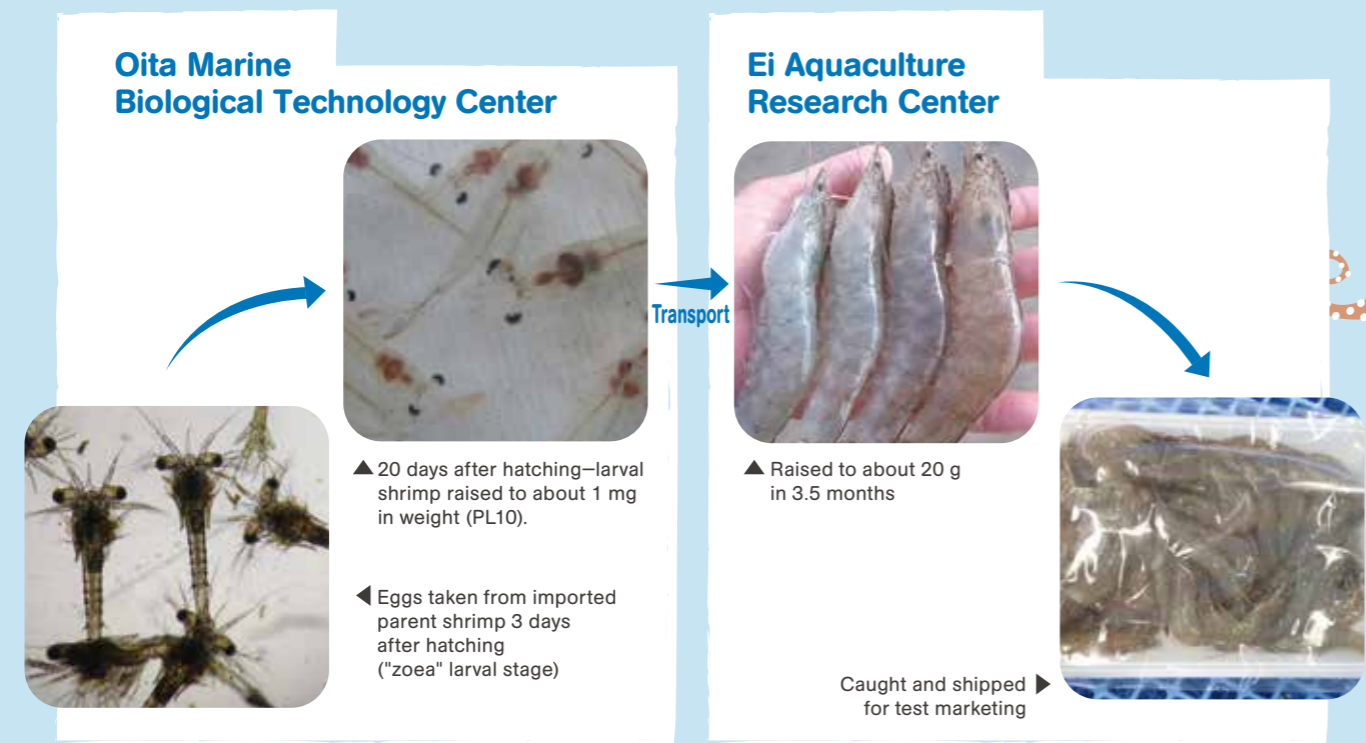 Oita Marine
Biological Technology Center
▲ 20 days after hatching—larval
shrimp raised to about 1 mg
in weight (PL10).
◀ Eggs taken from imported
parent shrimp 3 days
after hatching
("zoea" larval stage)
Transport
Ei Aquaculture
Research Center
▲ Raised to about 20 g
in 3.5 months
Caught and shipped ▶
for test marketing